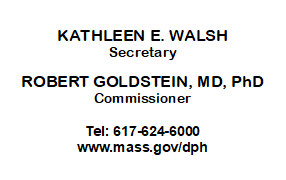 KATHLEEN E. WALSH
Secretary
ROBERT GOLDSTEIN, MD, PhD
Commissioner
Tel: 617-624-6000
www.mass.gov/dph